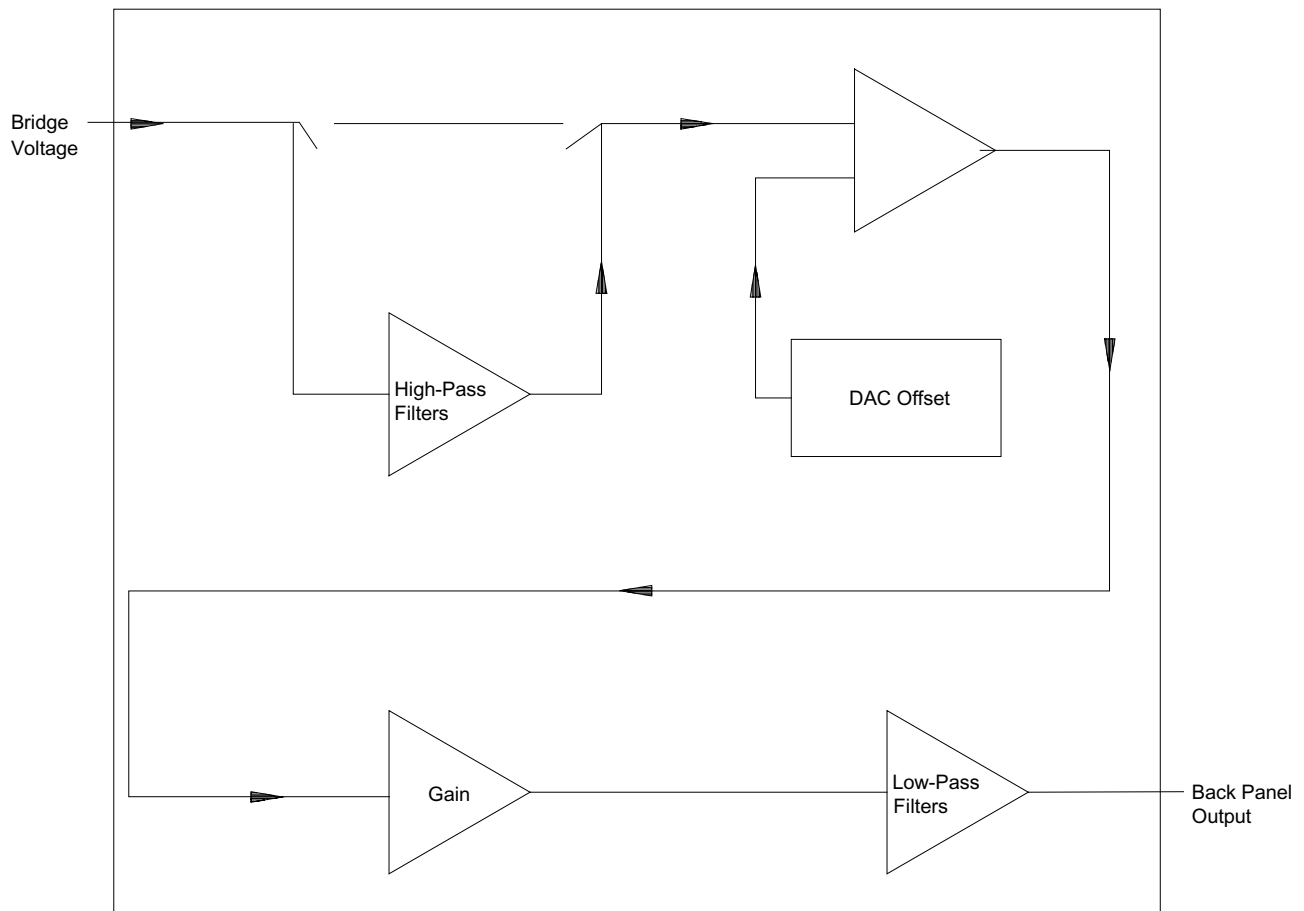 Bridge
Voltage
High-Pass
Filters
DAC Offset
Gain
Low-Pass
Filters
Back Panel
Output